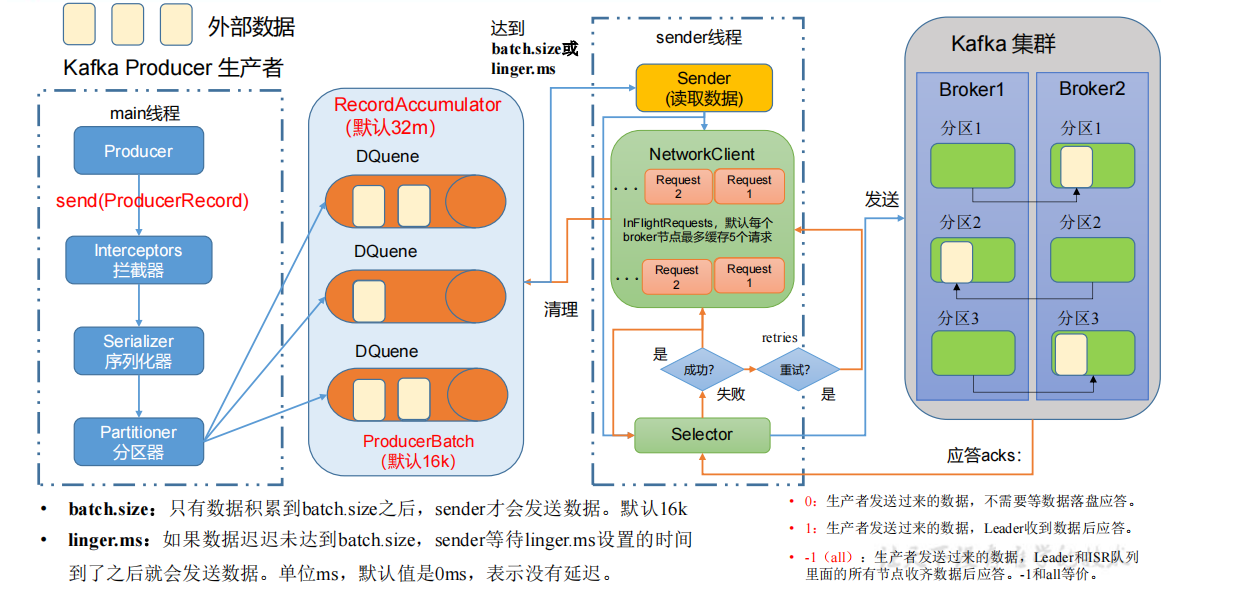 外部数据
Kafka Producer 生产者
main线程
Producer
send(ProducerRecord)
Interceptors
拦截器
Serializer
序列化器
Partitioner
分区器
RecordAccumulator
(默认32m)
DQuene
DQuene
DQuene
ProducerBatch
(默认16k)
达到
batch.size或
linger.ms
清理
sender线程
Sender
(读取数据)
NetworkClient
· · ·
Request
2
Request
1
InFlightRequests，默认每个
broker节点最多缓存5个请求
· · ·
Request
2
Request
1
是
成功?
失败
retries
重试?
是
Selector
发送
Kafka 集群
Broker1
分区1
分区2
分区3
Broker2
分区1
分区2
分区3
应答acks：
• batch.size：只有数据积累到batch.size之后，sender才会发送数据。默认16k
• linger.ms：如果数据迟迟未达到batch.size，sender等待linger.ms设置的时间
到了之后就会发送数据。单位ms，默认值是0ms，表示没有延迟。
• 0：生产者发送过来的数据，不需要等数据落盘应答。
• 1：生产者发送过来的数据，Leader收到数据后应答。
• -1（all）：生产者发送过来的数据，Leader和ISR队列
里面的所有节点收齐数据后应答。-1和all等价。